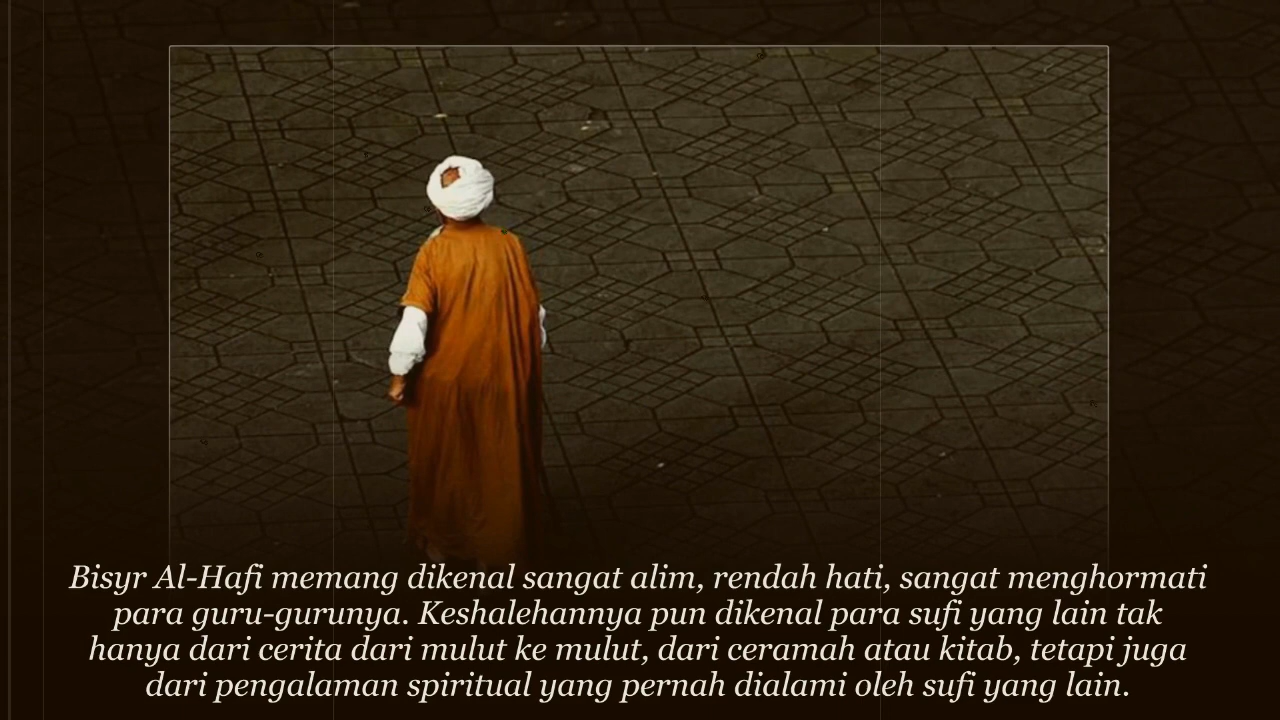 Bisyr Al-Hafi memang dikenal sangat alim, rendah hati, sangat menghormati
para guru-gurunya. Keshalehannya pun dikenal para sufi yang lain tak
hanya dari cerita dari mulut ke mulut, dari ceramah atau kitab, tetapi juga
dari pengalaman spiritual yang pernah dialami oleh sufi yang lain.